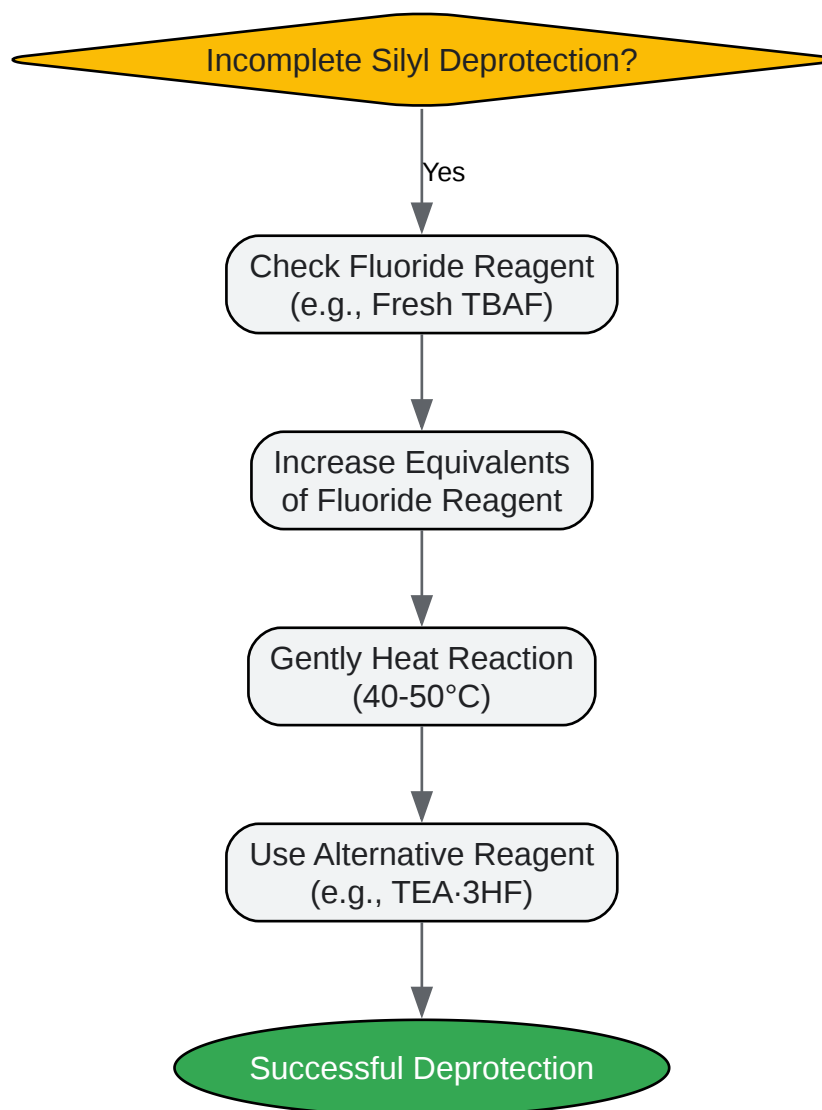 Incomplete Silyl Deprotection?
Yes
Check Fluoride Reagent
(e.g., Fresh TBAF)
Increase Equivalents
of Fluoride Reagent
Gently Heat Reaction
(40-50°C)
Use Alternative Reagent
(e.g., TEA·3HF)
Successful Deprotection